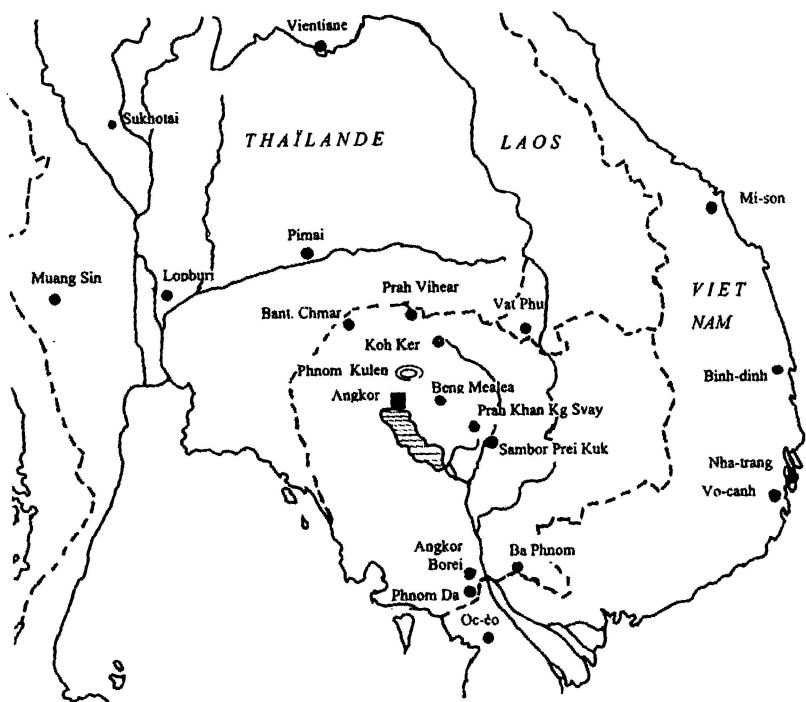 Vientiane
Sukhotai
THAÏLANDE
LAOS
Mi-son
Pimai
Muang Sin
Lopburi
Prah Vihear
Vat Phu
VIET
NAM
Bant. Chmar
Koh Ker
Phnom Kulen
Binh-dinh
Angkor
Beng Mealea
Prah Khan Kg Svay
Sambor Prei Kuk
Nha-trang
Vo-canh
Angkor
Borei
Ba Phnom
Phnom Da
Oc-èo